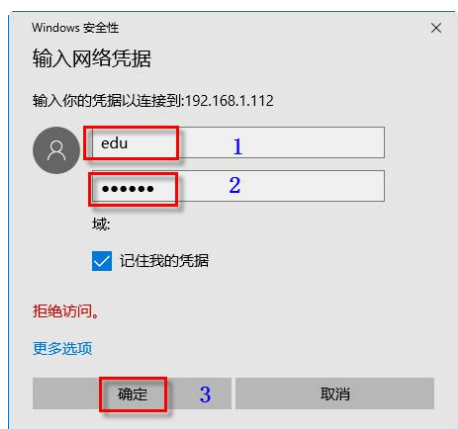 Windows 安全性
输入网络凭据
输入你的凭据以连接到:192.168.1.112
edu 1
●●●●●● 2
域:
记住我的凭据
拒绝访问。
更多选项
确定 3 取消